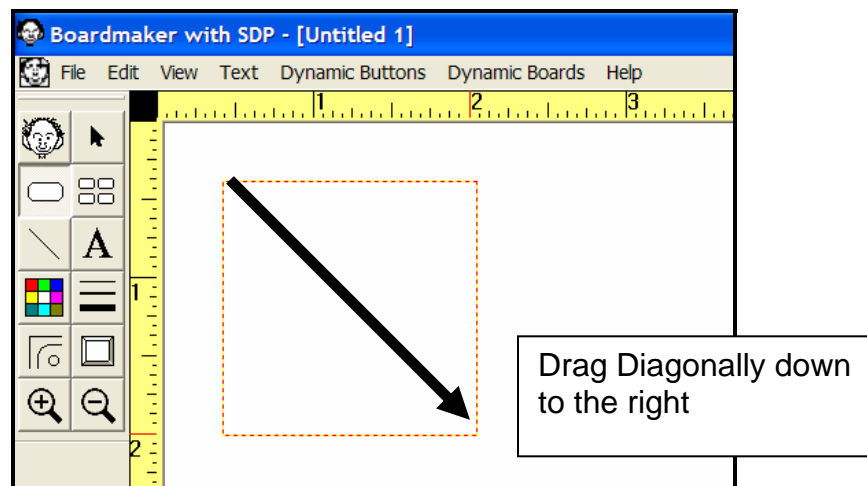 Boardmaker with SDP - [Untitled 1]
File Edit View Text Dynamic Buttons Dynamic Boards Help
1 2 3
A
1
Drag Diagonally down
to the right
2